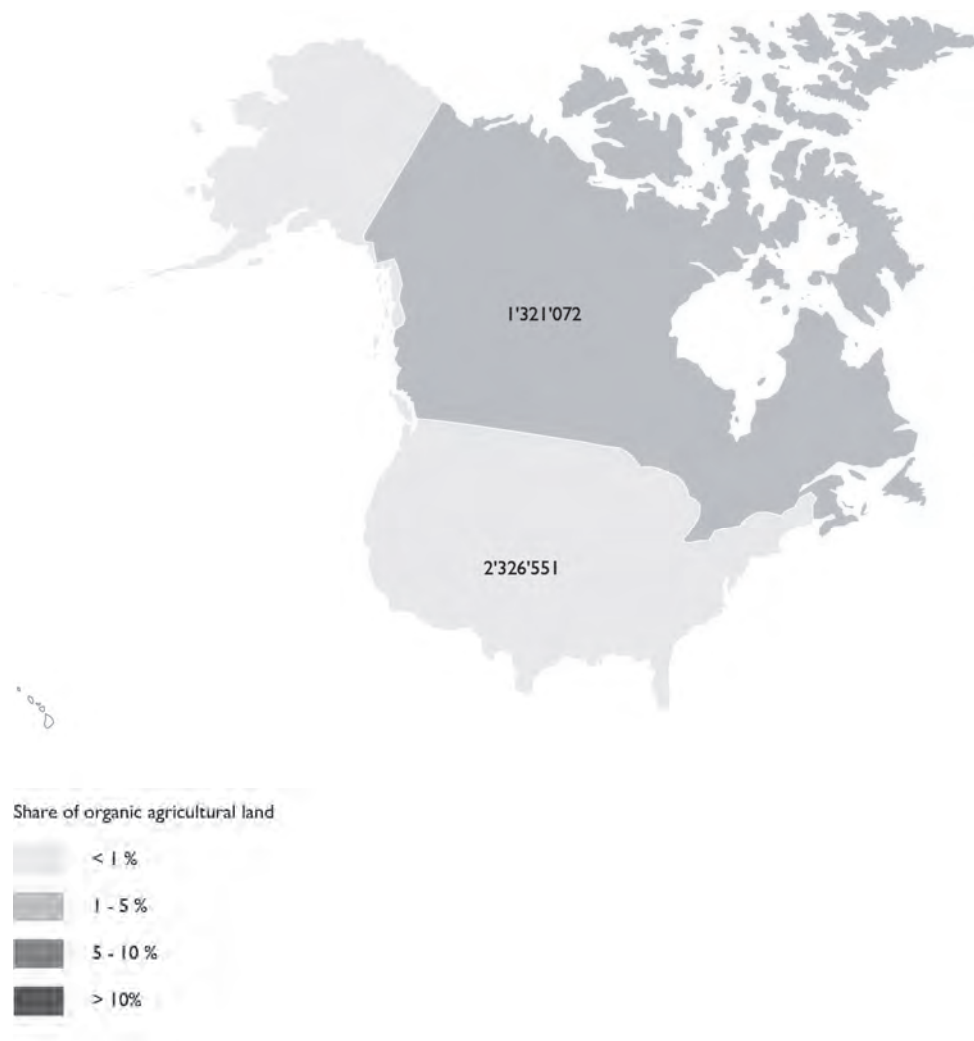 1'321'072
2'326'551
Share of organic agricultural land
< 1 %
1 - 5 %
5 - 10 %
> 10%